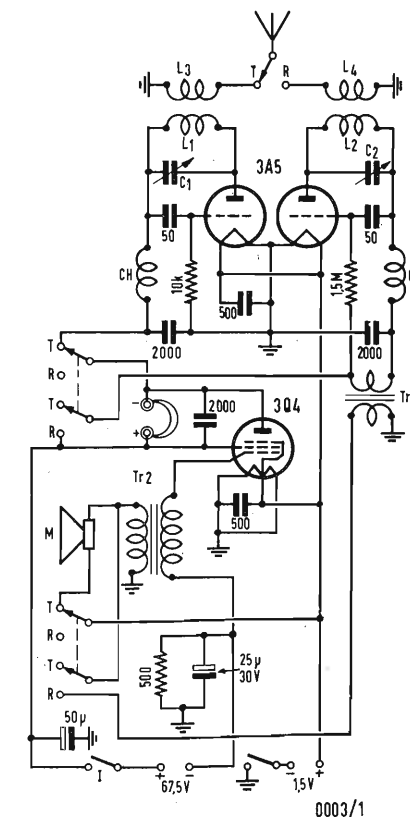 L3
T
R
L4
L1
L2
C1
3A5
C2
50
50
CH
10k
500
1,5M
2000
2000
T
R
T
R
-
+
2000
3Q4
Tr
Tr2
500
M
T
R
T
R
500
25µ
30V
50µ
I
+
-
67,5V
-
+
1,5V
0003/1